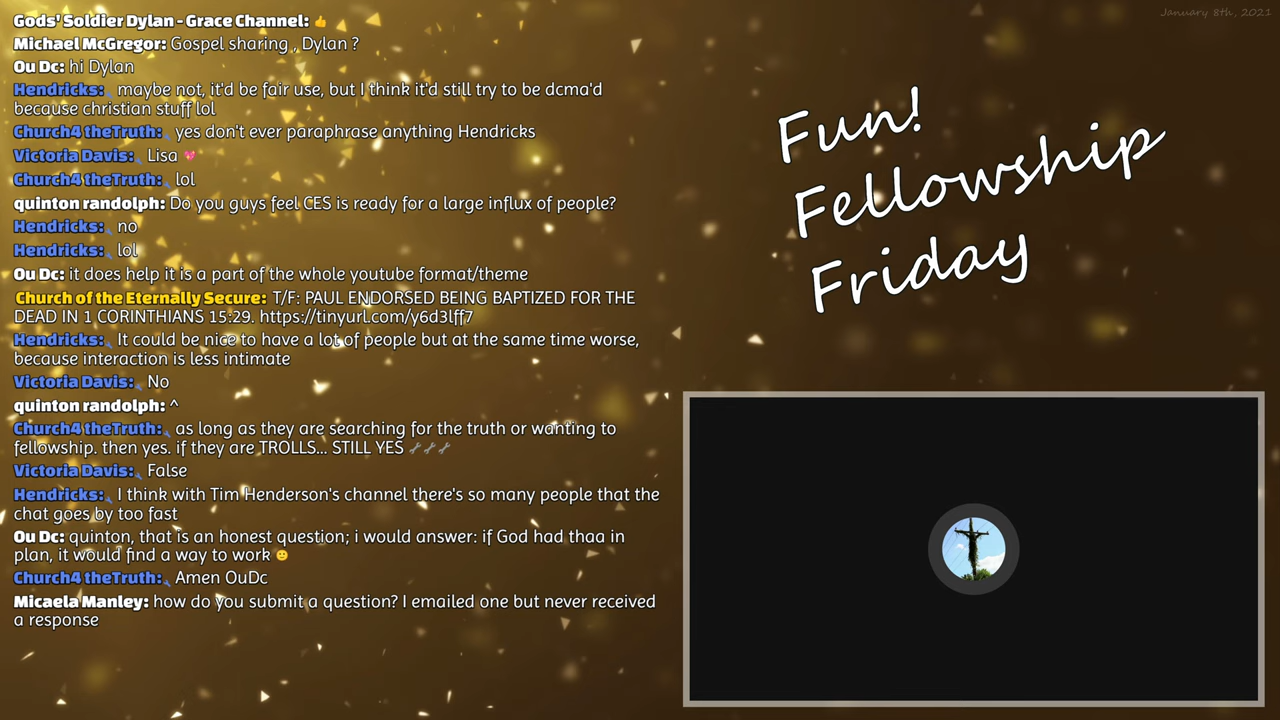 Gods' Soldier Dylan - Grace Channel: 👍
Michael McGregor: Gospel sharing , Dylan ?
Ou Dc: hi Dylan
Hendricks: maybe not, it'd be fair use, but I think it'd still try to be dcma'd
because christian stuff lol
Church4 theTruth: yes don't ever paraphrase anything Hendricks
Victoria Davis: Lisa 💖
Church4 theTruth: lol
quinton randolph: Do you guys feel CES is ready for a large influx of people?
Hendricks: no
Hendricks: lol
Ou Dc: it does help it is a part of the whole youtube format/theme
Church of the Eternally Secure: T/F: PAUL ENDORSED BEING BAPTIZED FOR THE
DEAD IN 1 CORINTHIANS 15:29. https://tinyurl.com/y6d3lff7
Hendricks: It could be nice to have a lot of people but at the same time worse,
because interaction is less intimate
Victoria Davis: No
quinton randolph: ^
Church4 theTruth: as long as they are searching for the truth or wanting to
fellowship. then yes. if they are TROLLS... STILL YES 🔧🔧🔧
Victoria Davis: False
Hendricks: I think with Tim Henderson's channel there's so many people that the
chat goes by too fast
Ou Dc: quinton, that is an honest question; i would answer: if God had thaa in
plan, it would find a way to work 🙂
Church4 theTruth: Amen OuDc
Micaela Manley: how do you submit a question? I emailed one but never received
a response
January 8th, 2021
Fun!
Fellowship
Friday